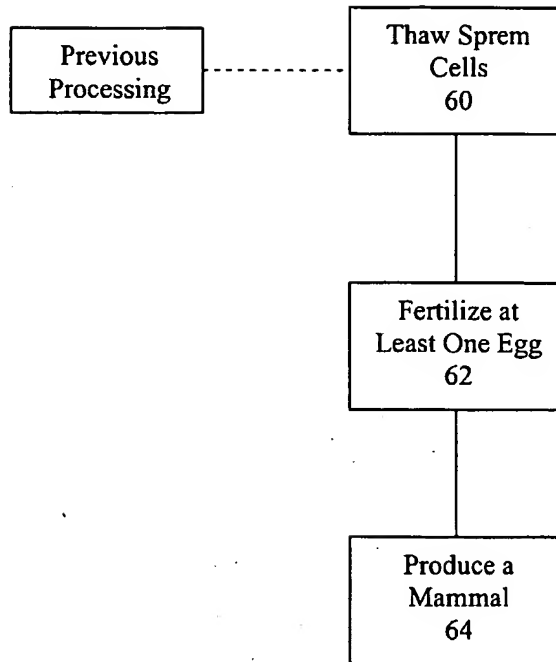 Previous
Processing
Thaw Sprem
Cells
60
Fertilize at
Least One Egg
62
Produce a
Mammal
64